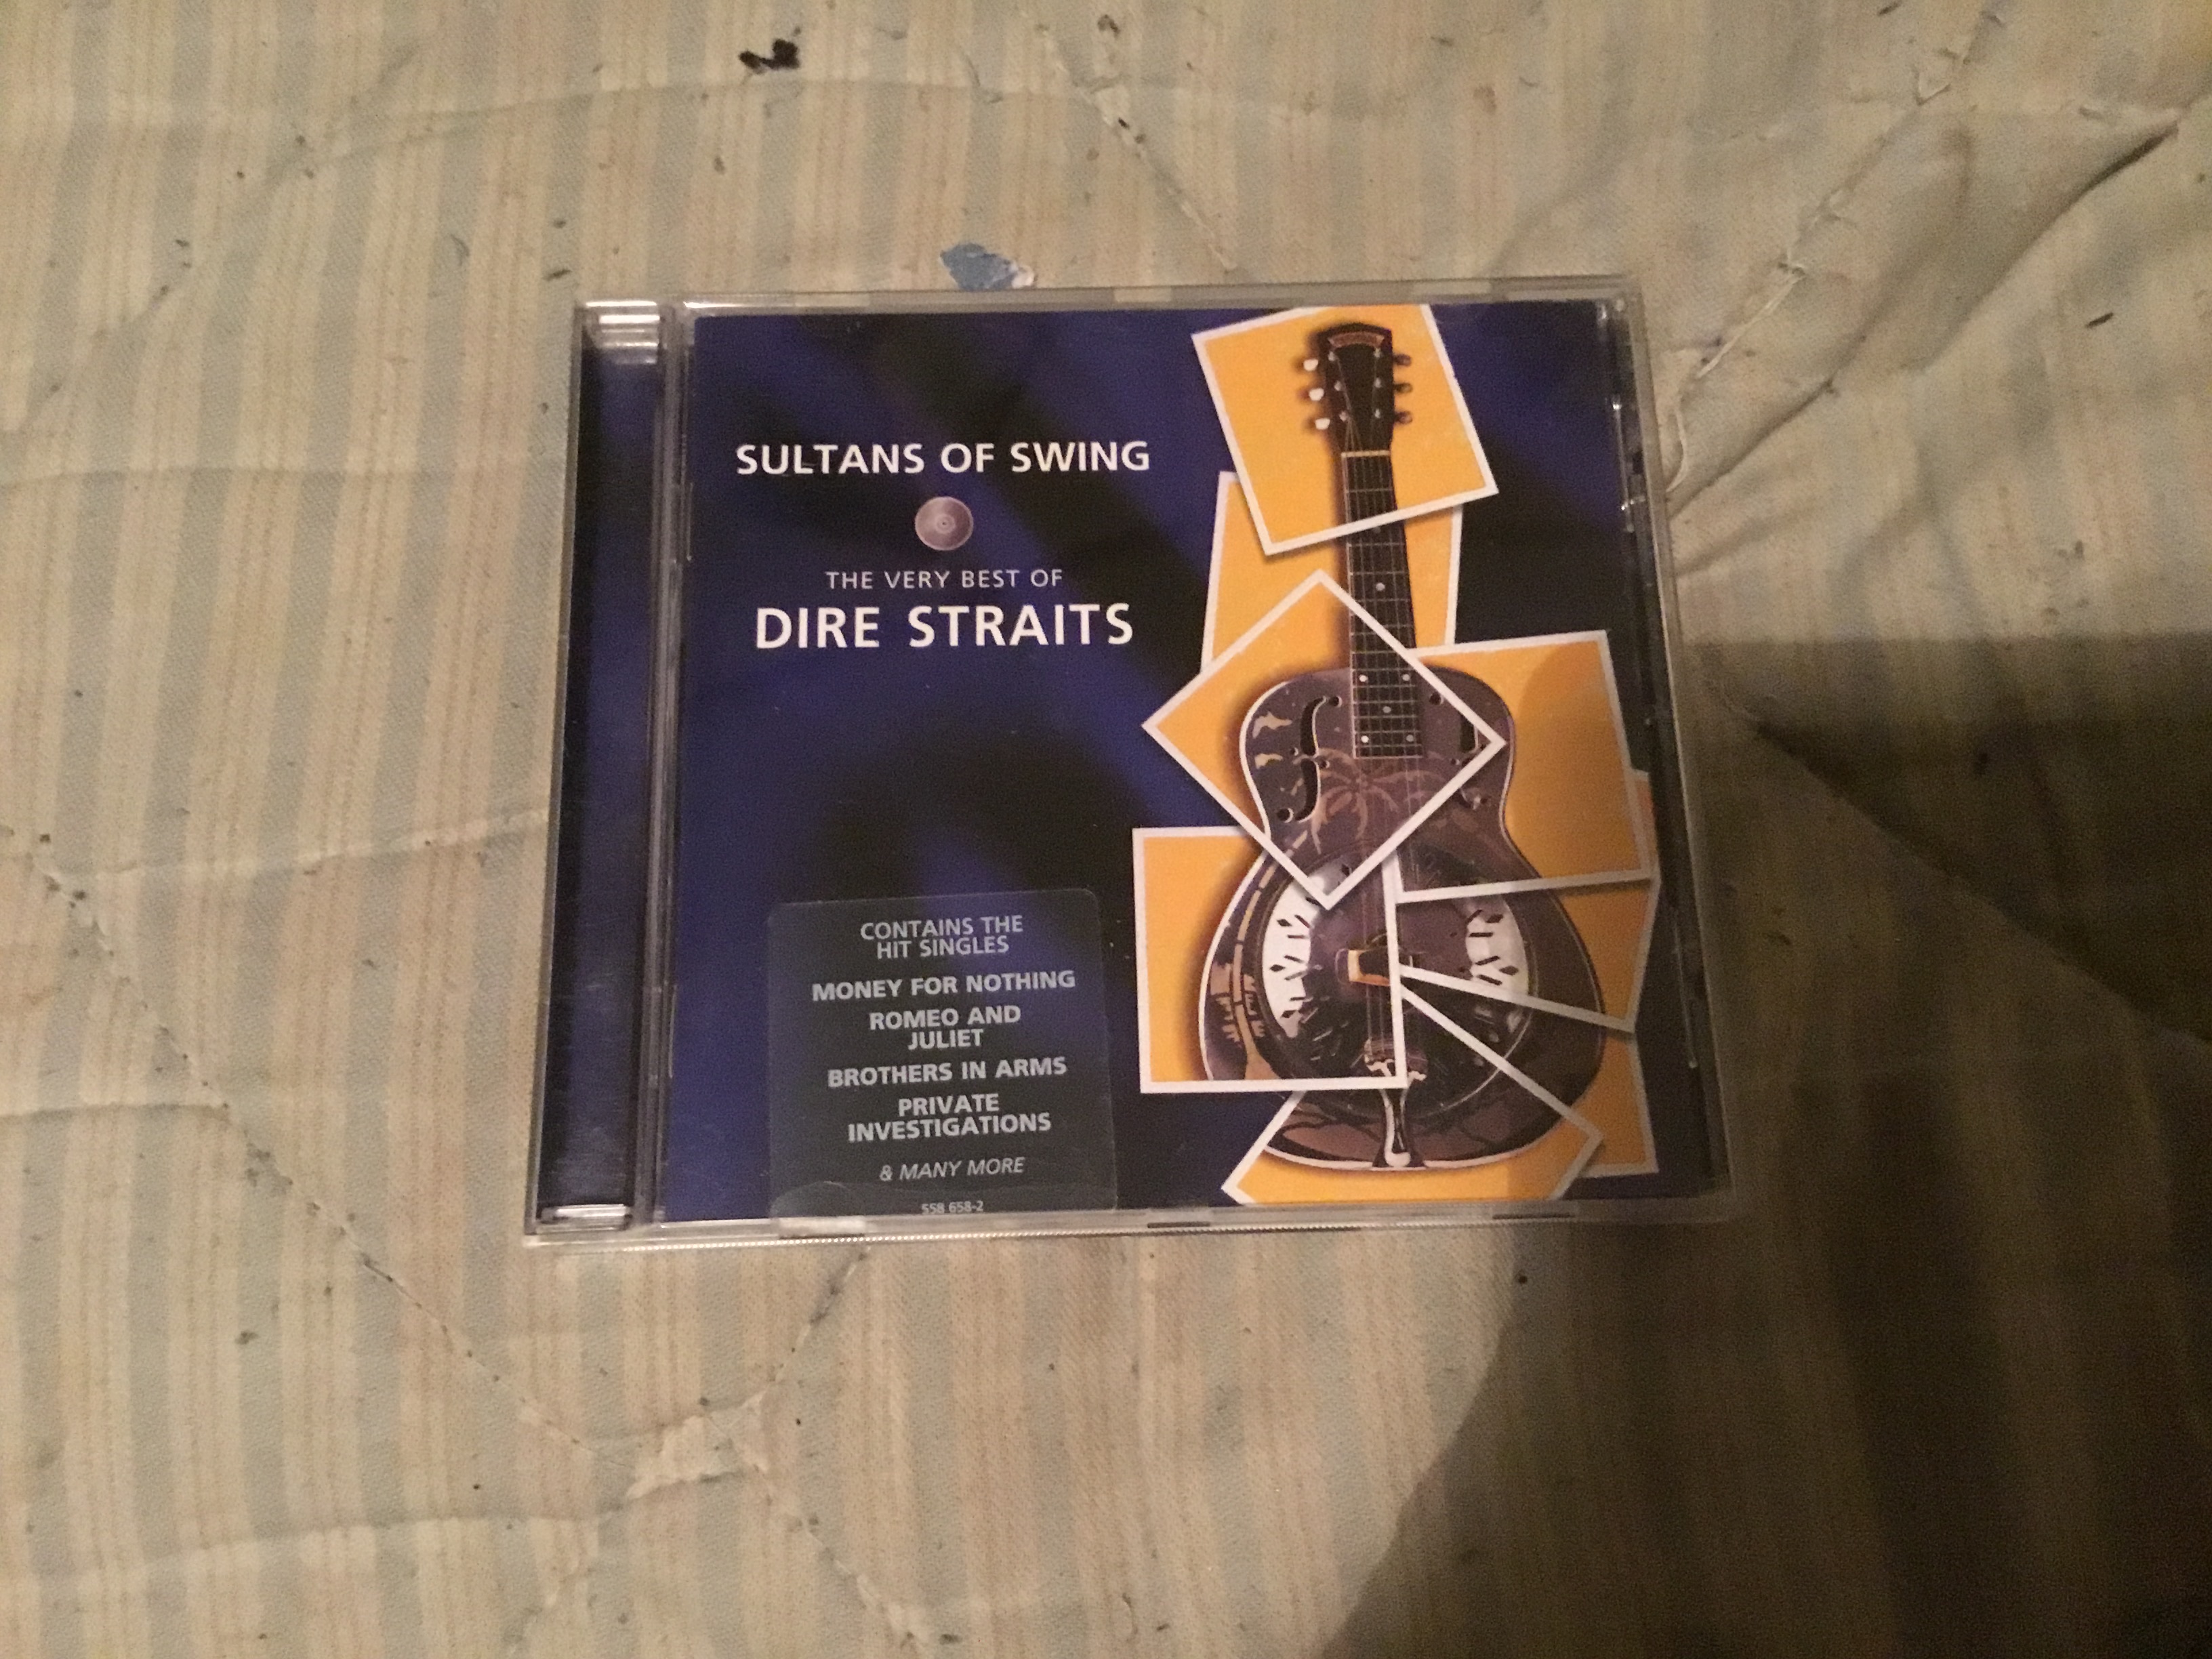 SULTANS OF SWING
THE VERY BEST OF
DIRE STRAITS
CONTAINS THE
HIT SINGLES
MONEY FOR NOTHING
ROMEO AND
JULIET
BROTHERS IN ARMS
PRIVATE
INVESTIGATIONS
& MANY MORE
558 658-2